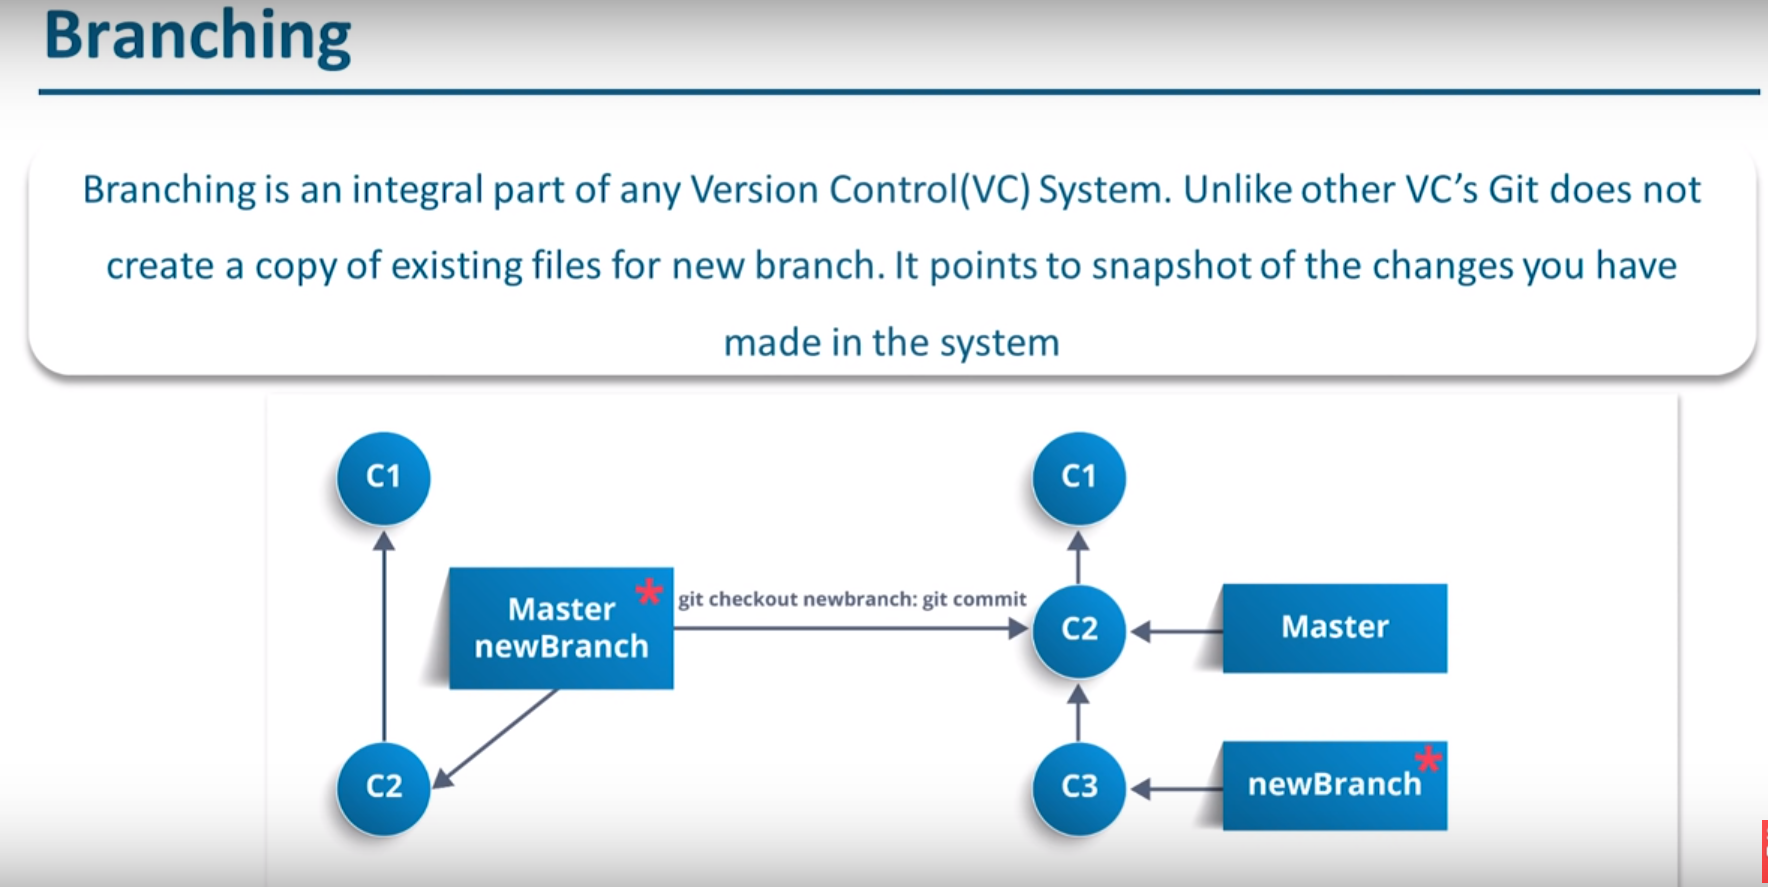 Branching
Branching is an integral part of any Version Control(VC) System. Unlike other VC’s Git does not
create a copy of existing files for new branch. It points to snapshot of the changes you have
made in the system
C1
C1
Master *
newBranch
git checkout newbranch: git commit
C2
Master
C2
C3
newBranch*